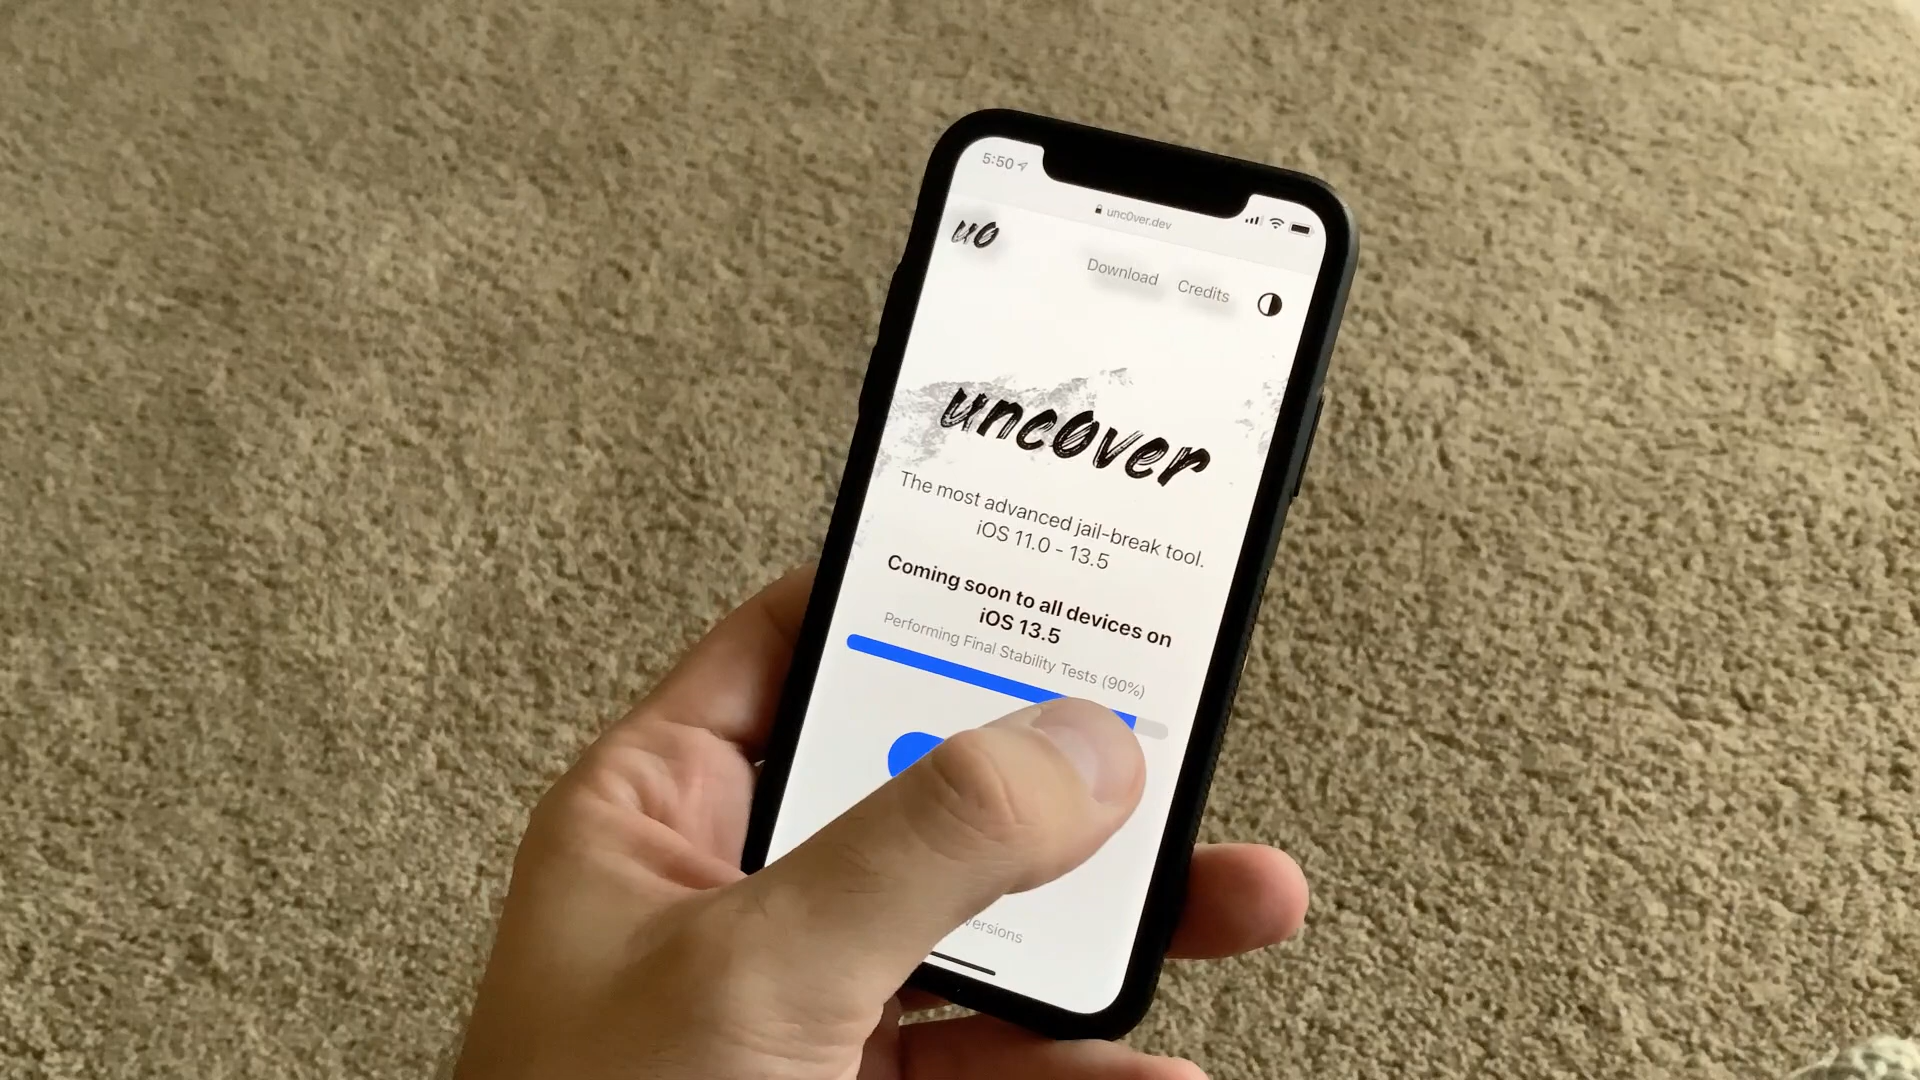 5:50
unc0ver.dev
u0
Download Credits
unc0ver
The most advanced jail-break tool.
iOS 11.0 - 13.5
Coming soon to all devices on
iOS 13.5
Performing Final Stability Tests (90%)
versions